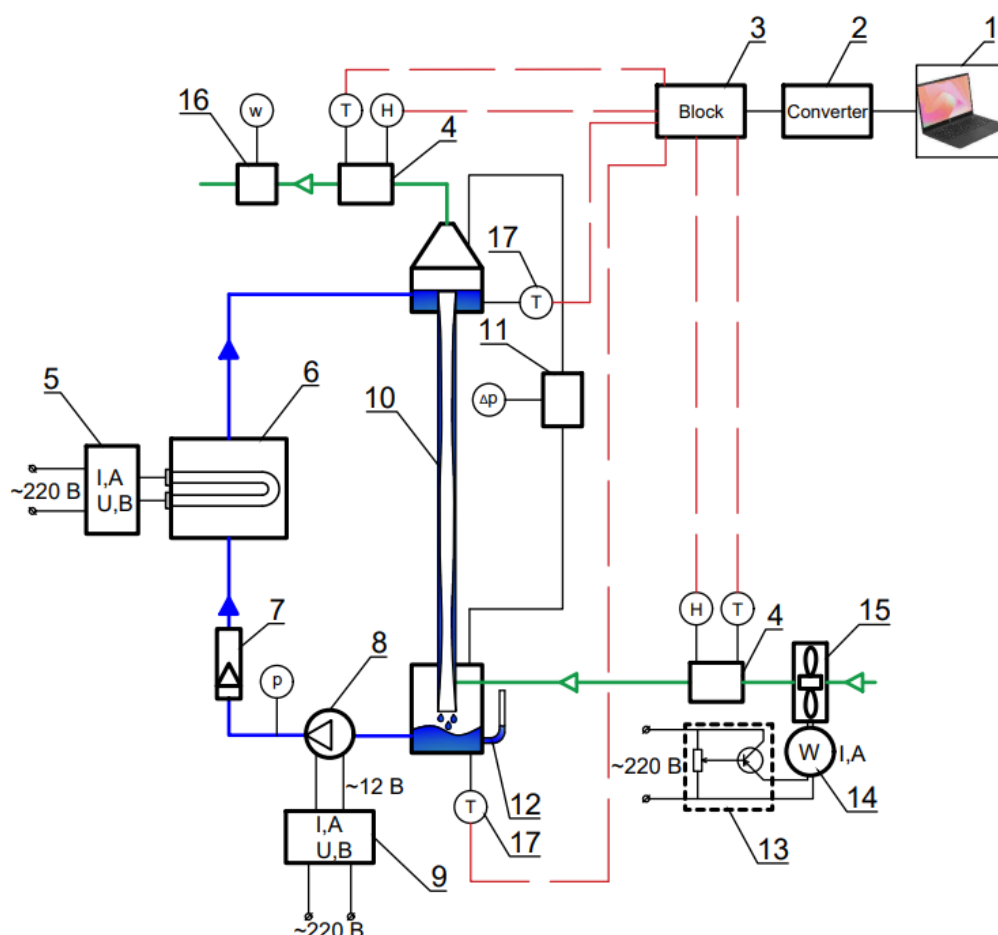 3
2
1
16
w
T
H
4
Block
Converter
17
T
11
5
6
10
Δp
I,A
U,B
~220 В
7
8
H
T
4
15
p
~12 В
12
~220 В
W
I,A
14
T
17
13
I,A
U,B
9
~220 В